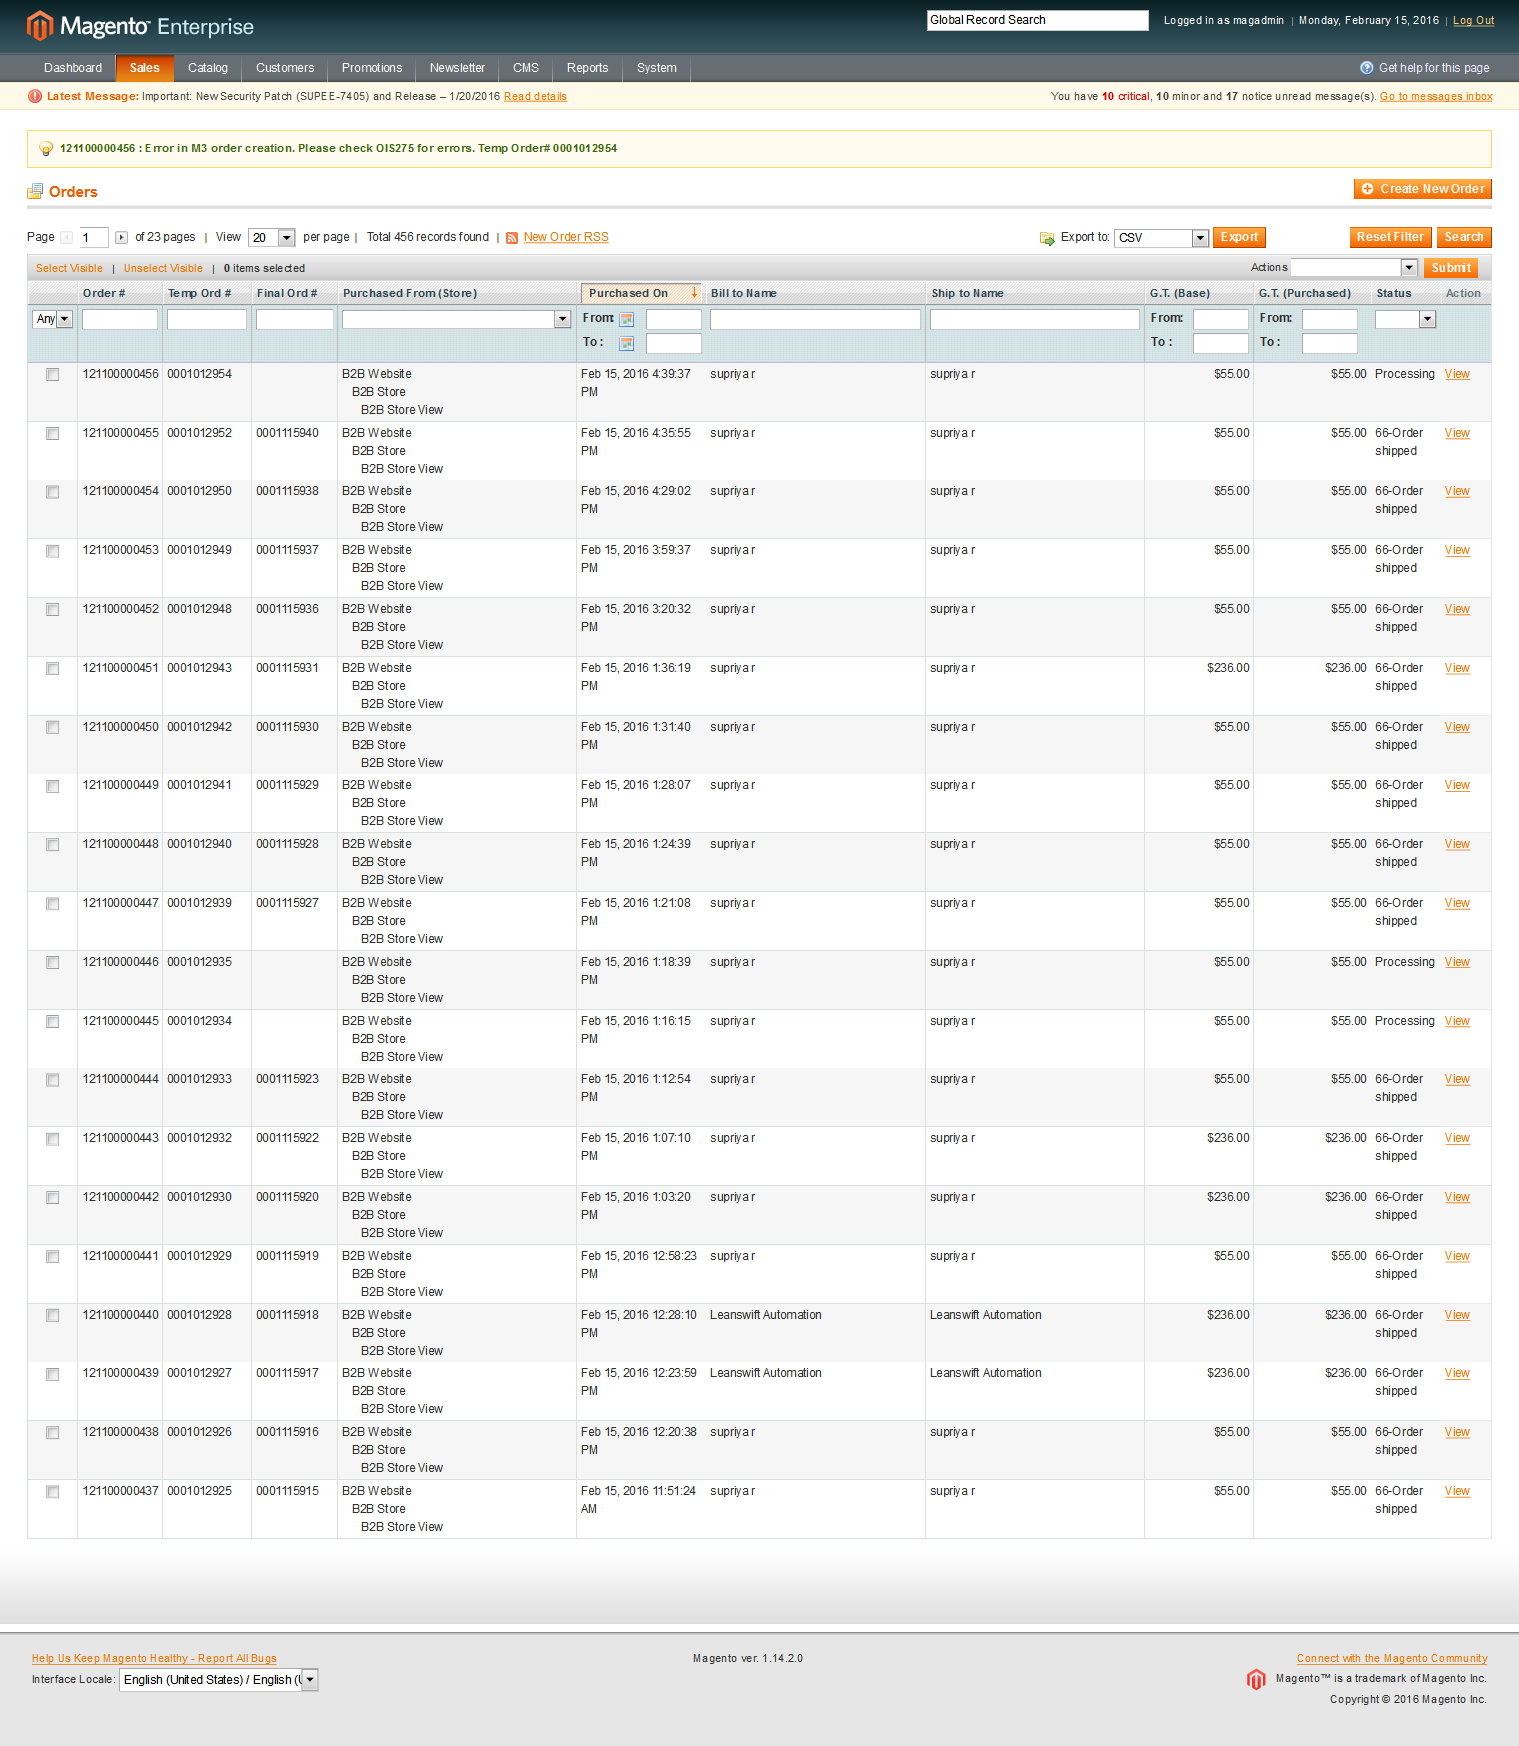 Magento Enterprise
Global Record Search
Logged in as magadmin | Monday, February 15, 2016 | Log Out
Dashboard Sales Catalog Customers Promotions Newsletter CMS Reports System Get help for this page
Latest Message: Important: New Security Patch (SUPEE-7405) and Release – 1/20/2016 Read details You have 10 critical, 10 minor and 17 notice unread message(s). Go to messages inbox
121100000456 : Error in M3 order creation. Please check OIS275 for errors. Temp Order# 0001012954
Orders Create New Order
Page 1 of 23 pages | View 20 per page | Total 456 records found | New Order RSS Export to: CSV Export Reset Filter Search
Select Visible | Unselect Visible | 0 items selected Actions Submit
Order # Temp Ord # Final Ord # Purchased From (Store) Purchased On Bill to Name Ship to Name G.T. (Base) G.T. (Purchased) Status Action
Any From: From: From:
To : To : To :
121100000456 0001012954 B2B Website Feb 15, 2016 4:39:37 supriya r supriya r $55.00 $55.00 Processing View
B2B Store PM
B2B Store View
121100000455 0001012952 0001115940 B2B Website Feb 15, 2016 4:35:55 supriya r supriya r $55.00 $55.00 66-Order View
B2B Store PM shipped
B2B Store View
121100000454 0001012950 0001115938 B2B Website Feb 15, 2016 4:29:02 supriya r supriya r $55.00 $55.00 66-Order View
B2B Store PM shipped
B2B Store View
121100000453 0001012949 0001115937 B2B Website Feb 15, 2016 3:59:37 supriya r supriya r $55.00 $55.00 66-Order View
B2B Store PM shipped
B2B Store View
121100000452 0001012948 0001115936 B2B Website Feb 15, 2016 3:20:32 supriya r supriya r $55.00 $55.00 66-Order View
B2B Store PM shipped
B2B Store View
121100000451 0001012943 0001115931 B2B Website Feb 15, 2016 1:36:19 supriya r supriya r $236.00 $236.00 66-Order View
B2B Store PM shipped
B2B Store View
121100000450 0001012942 0001115930 B2B Website Feb 15, 2016 1:31:40 supriya r supriya r $55.00 $55.00 66-Order View
B2B Store PM shipped
B2B Store View
121100000449 0001012941 0001115929 B2B Website Feb 15, 2016 1:28:07 supriya r supriya r $55.00 $55.00 66-Order View
B2B Store PM shipped
B2B Store View
121100000448 0001012940 0001115928 B2B Website Feb 15, 2016 1:24:39 supriya r supriya r $55.00 $55.00 66-Order View
B2B Store PM shipped
B2B Store View
121100000447 0001012939 0001115927 B2B Website Feb 15, 2016 1:21:08 supriya r supriya r $55.00 $55.00 66-Order View
B2B Store PM shipped
B2B Store View
121100000446 0001012935 B2B Website Feb 15, 2016 1:18:39 supriya r supriya r $55.00 $55.00 Processing View
B2B Store PM
B2B Store View
121100000445 0001012934 B2B Website Feb 15, 2016 1:16:15 supriya r supriya r $55.00 $55.00 Processing View
B2B Store PM
B2B Store View
121100000444 0001012933 0001115923 B2B Website Feb 15, 2016 1:12:54 supriya r supriya r $55.00 $55.00 66-Order View
B2B Store PM shipped
B2B Store View
121100000443 0001012932 0001115922 B2B Website Feb 15, 2016 1:07:10 supriya r supriya r $236.00 $236.00 66-Order View
B2B Store PM shipped
B2B Store View
121100000442 0001012930 0001115920 B2B Website Feb 15, 2016 1:03:20 supriya r supriya r $236.00 $236.00 66-Order View
B2B Store PM shipped
B2B Store View
121100000441 0001012929 0001115919 B2B Website Feb 15, 2016 12:58:23 supriya r supriya r $55.00 $55.00 66-Order View
B2B Store PM shipped
B2B Store View
121100000440 0001012928 0001115918 B2B Website Feb 15, 2016 12:28:10 Leanswift Automation Leanswift Automation $236.00 $236.00 66-Order View
B2B Store PM shipped
B2B Store View
121100000439 0001012927 0001115917 B2B Website Feb 15, 2016 12:23:59 Leanswift Automation Leanswift Automation $236.00 $236.00 66-Order View
B2B Store PM shipped
B2B Store View
121100000438 0001012926 0001115916 B2B Website Feb 15, 2016 12:20:38 supriya r supriya r $55.00 $55.00 66-Order View
B2B Store PM shipped
B2B Store View
121100000437 0001012925 0001115915 B2B Website Feb 15, 2016 11:51:24 supriya r supriya r $55.00 $55.00 66-Order View
B2B Store AM shipped
B2B Store View
Help Us Keep Magento Healthy - Report All Bugs Magento ver. 1.14.2.0 Connect with the Magento Community
Interface Locale: English (United States) / English (U Magento™ is a trademark of Magento Inc.
Copyright © 2016 Magento Inc.